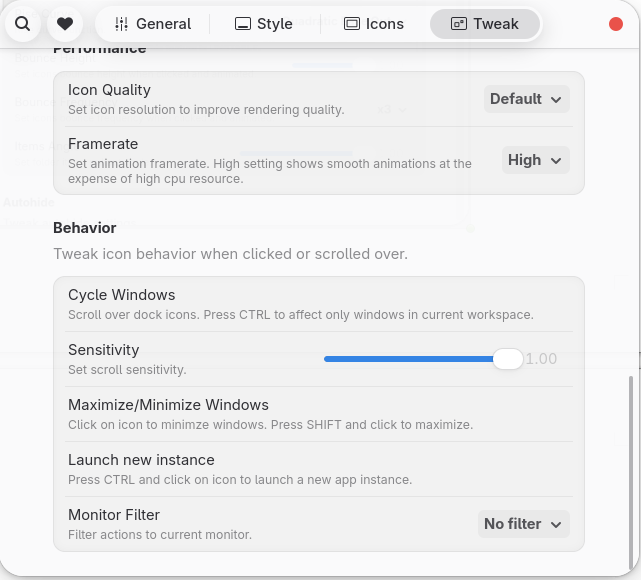 General
Style
Icons
Tweak
Performance
Icon Quality
Set icon resolution to improve rendering quality.
Default
Framerate
Set animation framerate. High setting shows smooth animations at the
expense of high cpu resource.
High
Behavior
Tweak icon behavior when clicked or scrolled over.
Cycle Windows
Scroll over dock icons. Press CTRL to affect only windows in current workspace.
Sensitivity
Set scroll sensitivity.
1.00
Maximize/Minimize Windows
Click on icon to minimze windows. Press SHIFT and click to maximize.
Launch new instance
Press CTRL and click on icon to launch a new app instance.
Monitor Filter
Filter actions to current monitor.
No filter